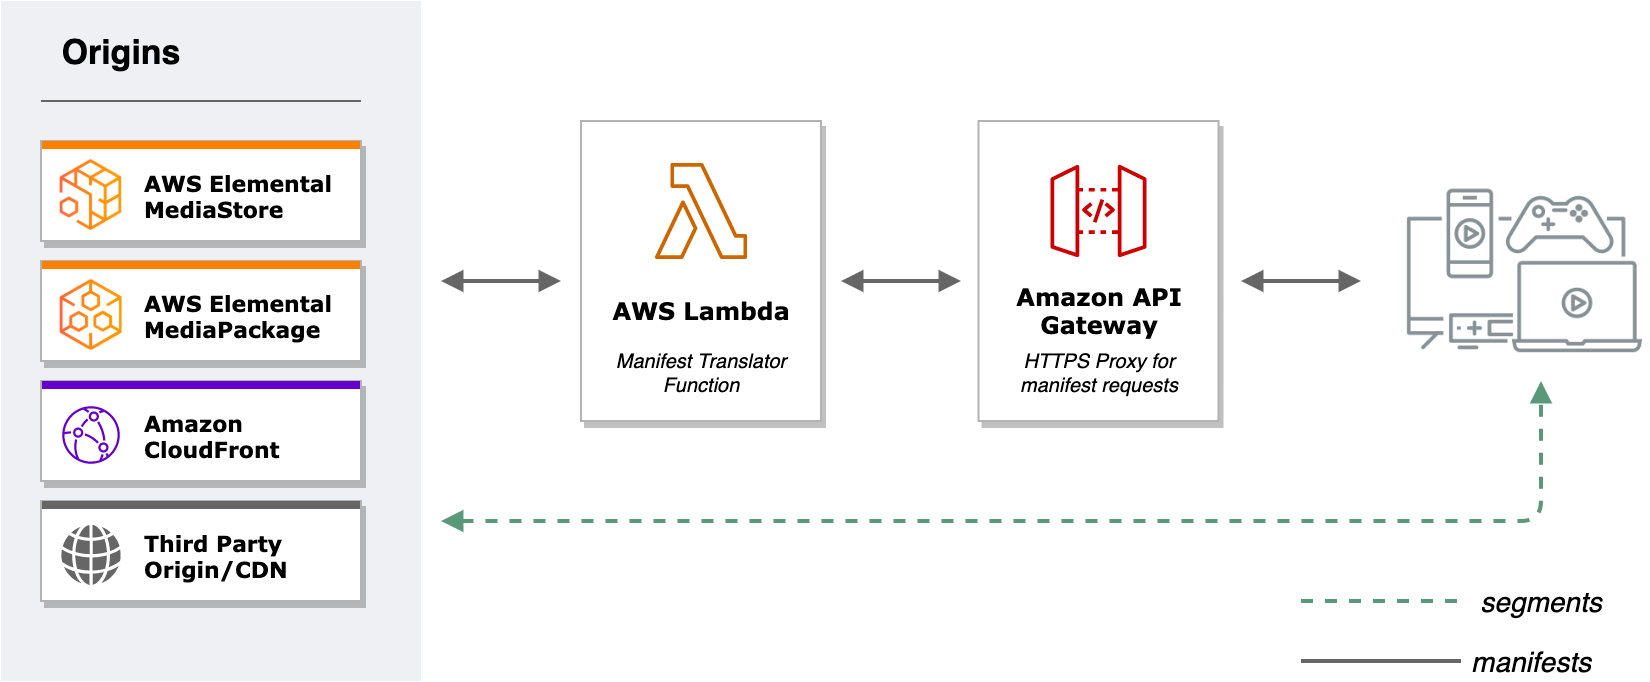 Origins
AWS Elemental
MediaStore
AWS Elemental
MediaPackage
Amazon
CloudFront
Third Party
Origin/CDN
AWS Lambda
Manifest Translator
Function
</>
Amazon API
Gateway
HTTPS Proxy for
manifest requests
segments
manifests